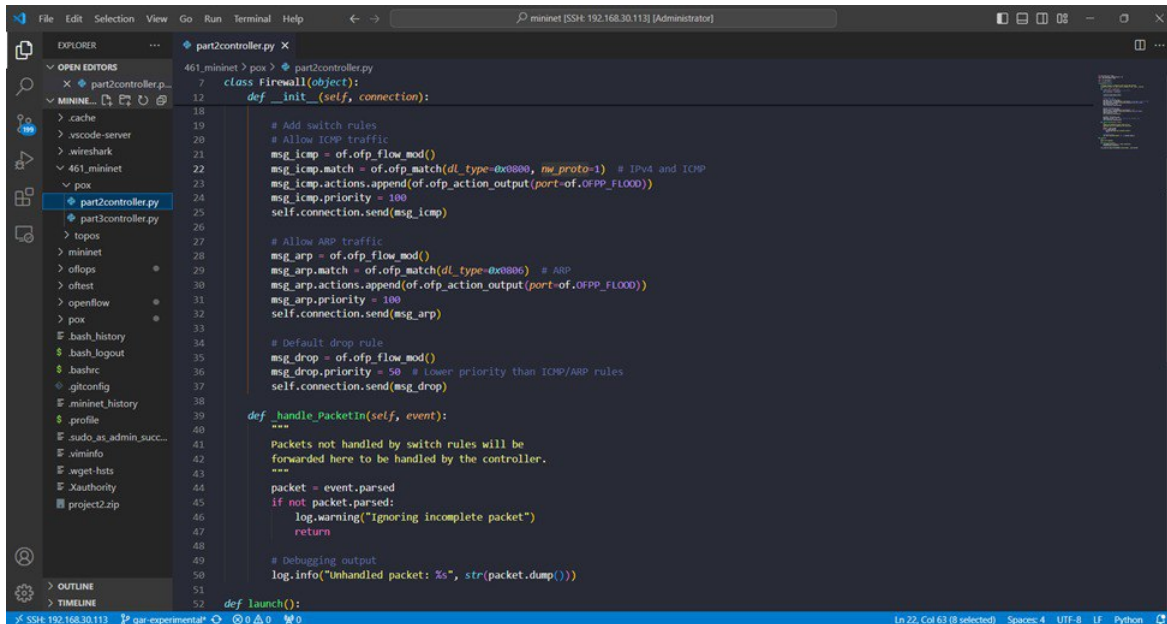 File Edit Selection View Go Run Terminal Help
mininet [SSH: 192.168.30.113] [Administrator]
EXPLORER
OPEN EDITORS
part2controller.p...
MININE...
.cache
.vscode-server
.wireshark
461_mininet
pox
part2controller.py
part3controller.py
topos
mininet
oflops
oftest
openflow
pox
.bash_history
.bash_logout
.bashrc
.gitconfig
.mininet_history
.profile
.sudo_as_admin_succ...
.viminfo
.wget-hsts
.Xauthority
project2.zip
OUTLINE
TIMELINE
199
part2controller.py
461_mininet > pox > part2controller.py
7 class Firewall(object):
12 def __init__(self, connection):
18
19 # Add switch rules
20 # Allow ICMP traffic
21 msg_icmp = of.ofp_flow_mod()
22 msg_icmp.match = of.ofp_match(dl_type=0x0800, nw_proto=1) # IPv4 and ICMP
23 msg_icmp.actions.append(of.ofp_action_output(port=of.OFPP_FLOOD))
24 msg_icmp.priority = 100
25 self.connection.send(msg_icmp)
26
27 # Allow ARP traffic
28 msg_arp = of.ofp_flow_mod()
29 msg_arp.match = of.ofp_match(dl_type=0x0806) # ARP
30 msg_arp.actions.append(of.ofp_action_output(port=of.OFPP_FLOOD))
31 msg_arp.priority = 100
32 self.connection.send(msg_arp)
33
34 # Default drop rule
35 msg_drop = of.ofp_flow_mod()
36 msg_drop.priority = 50 # Lower priority than ICMP/ARP rules
37 self.connection.send(msg_drop)
38
39 def _handle_PacketIn(self, event):
40 """
41 Packets not handled by switch rules will be
42 forwarded here to be handled by the controller.
43 """
44 packet = event.parsed
45 if not packet.parsed:
46 log.warning("Ignoring incomplete packet")
47 return
48
49 # Debugging output
50 log.info("Unhandled packet: %s", str(packet.dump()))
51
52 def launch():
SSH: 192.168.30.113 gar-experimental* 0 0 0 Ln 22, Col 63 (8 selected) Spaces: 4 UTF-8 LF Python